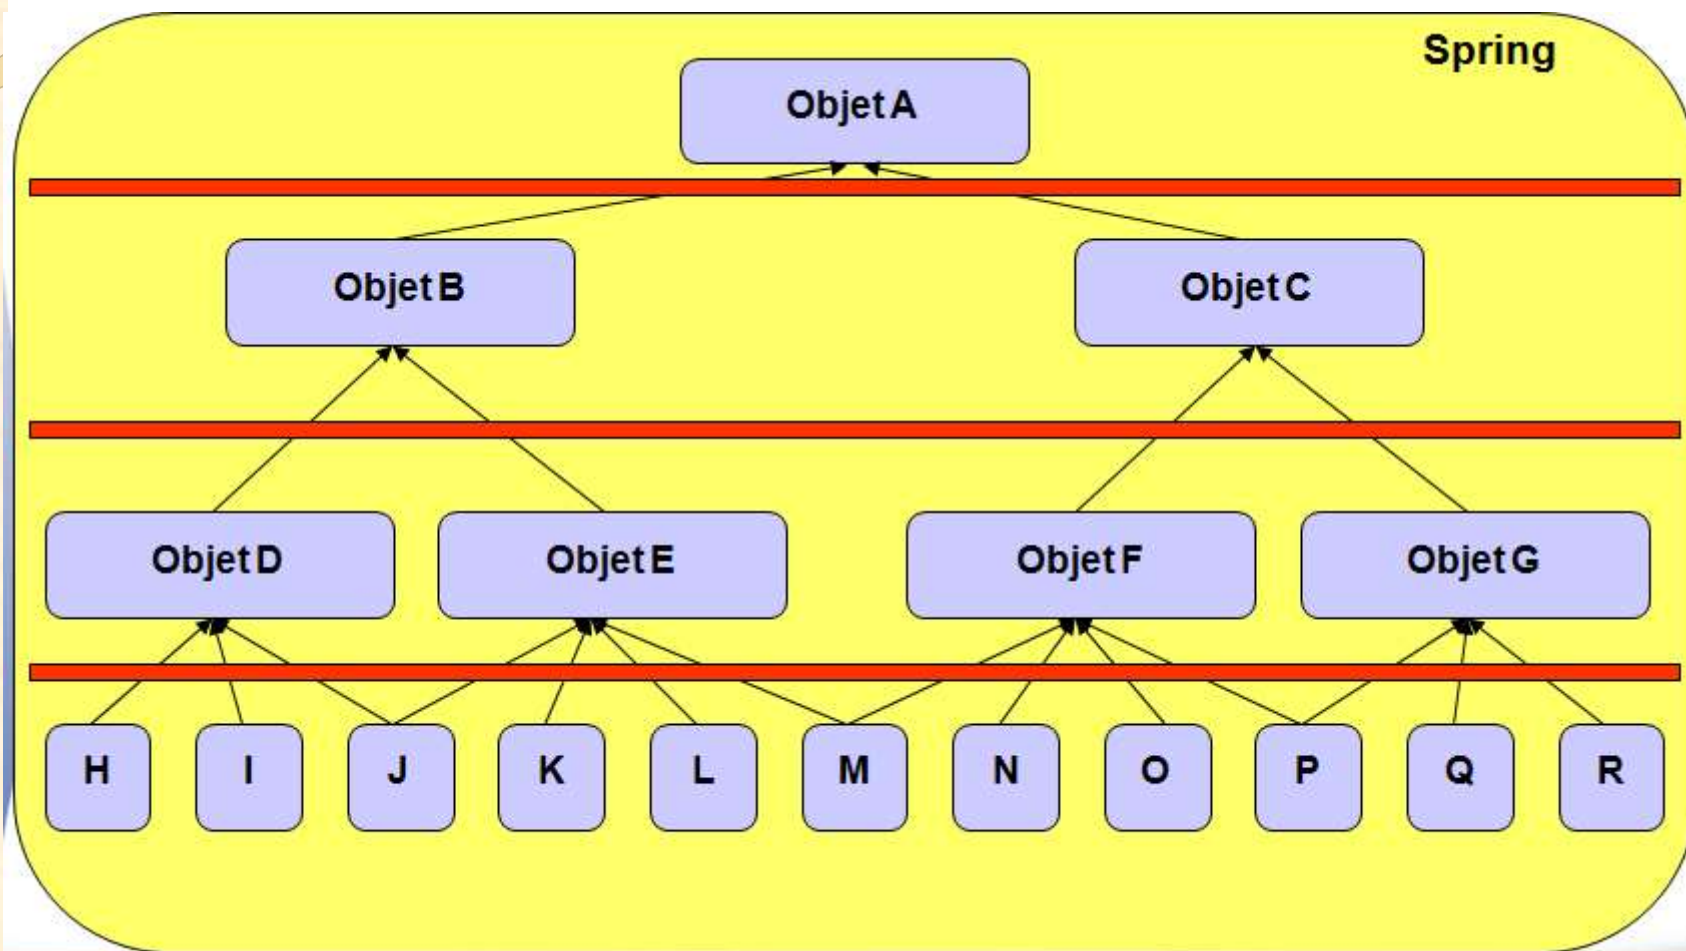 Spring
Objet A
Objet B
Objet C
Objet D
Objet E
Objet F
Objet G
H
I
J
K
L
M
N
O
P
Q
R